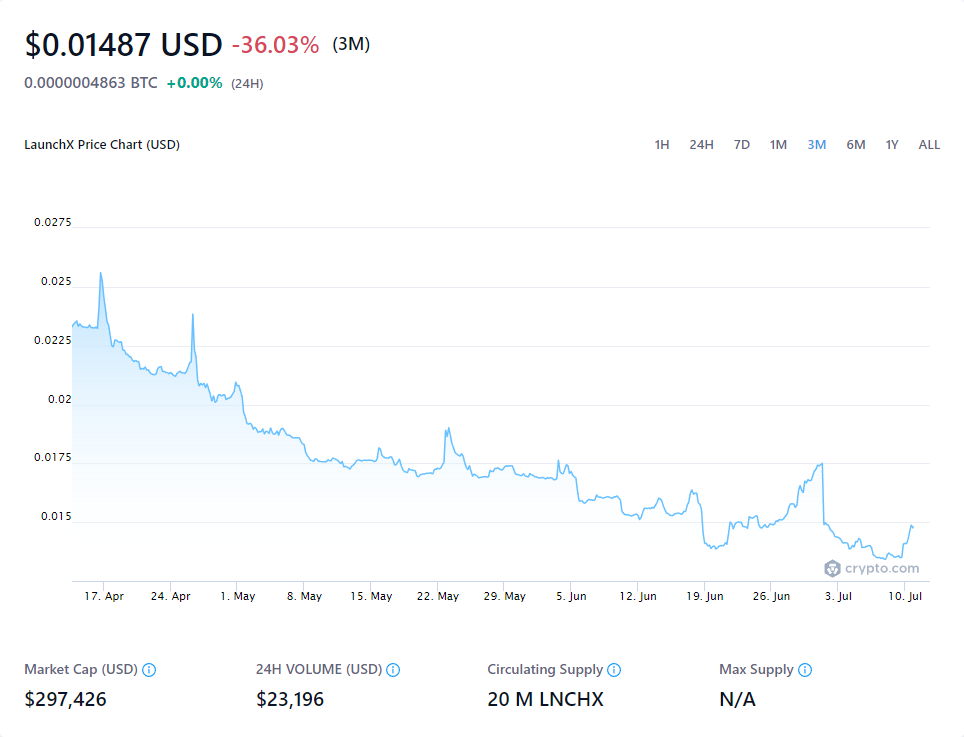 $0.01487 USD -36.03% (3M)
0.0000004863 BTC +0.00% (24H)
LaunchX Price Chart (USD) 1H 24H 7D 1M 3M 6M 1Y ALL
0.0275
0.025
0.0225
0.02
0.0175
0.015
crypto.com
17. Apr 24. Apr 1. May 8. May 15. May 22. May 29. May 5. Jun 12. Jun 19. Jun 26. Jun 3. Jul 10. Jul
Market Cap (USD) 24H VOLUME (USD) Circulating Supply Max Supply
$297,426 $23,196 20 M LNCHX N/A